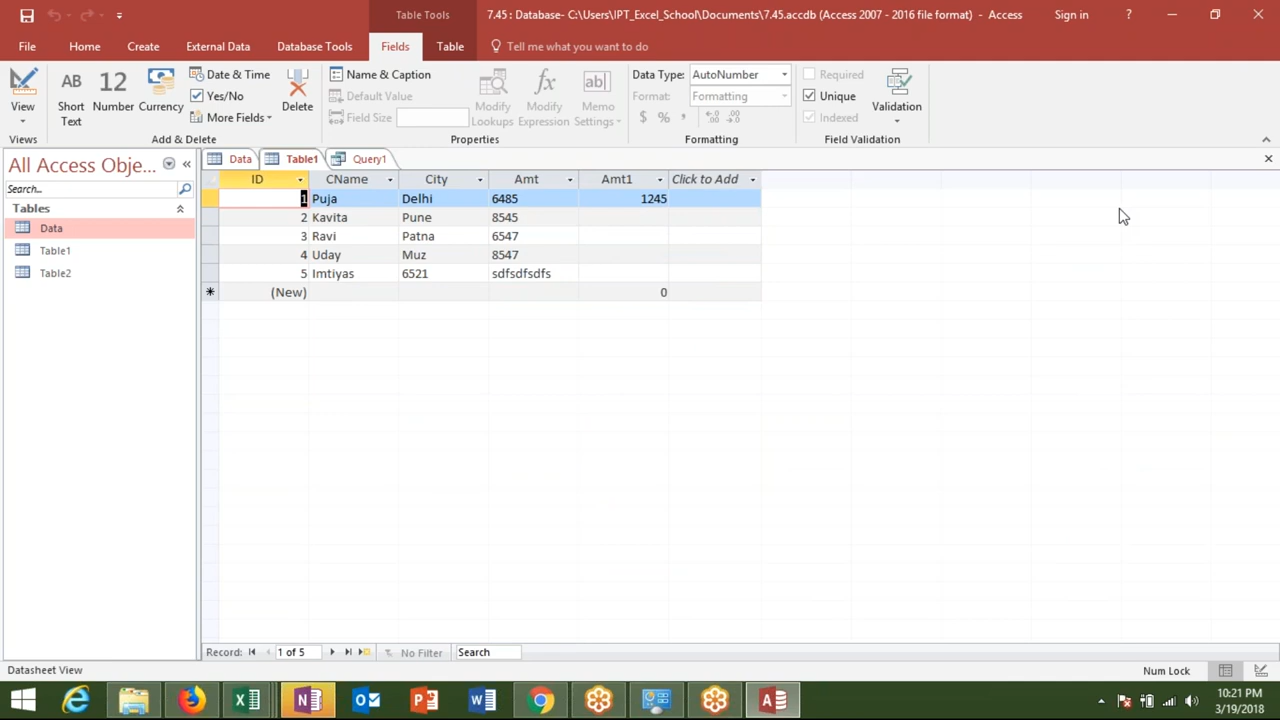 Table Tools
7.45 : Database- C:\Users\IPT_Excel_School\Documents\7.45.accdb (Access 2007 - 2016 file format) - Access
Sign in
?
File Home Create External Data Database Tools Fields Table Tell me what you want to do
View
Views
AB Short Text
12 Number
Currency
Date & Time
Yes/No
More Fields
Delete
Add & Delete
Name & Caption
Default Value
Field Size
Modify Lookups
fx Modify Expression
ab Memo Settings
Properties
Data Type: AutoNumber
Format: Formatting
$ % ,
Formatting
Required
Unique
Indexed
Validation
Field Validation
All Access Obje...
Search...
Tables
Data
Table1
Table2
Data Table1 Query1
ID CName City Amt Amt1 Click to Add
1 Puja Delhi 6485 1245
2 Kavita Pune 8545
3 Ravi Patna 6547
4 Uday Muz 8547
5 Imtiyas 6521 sdfsdfsdfs
(New) 0
Record: 1 of 5 No Filter Search
Datasheet View
Num Lock
10:21 PM
3/19/2018